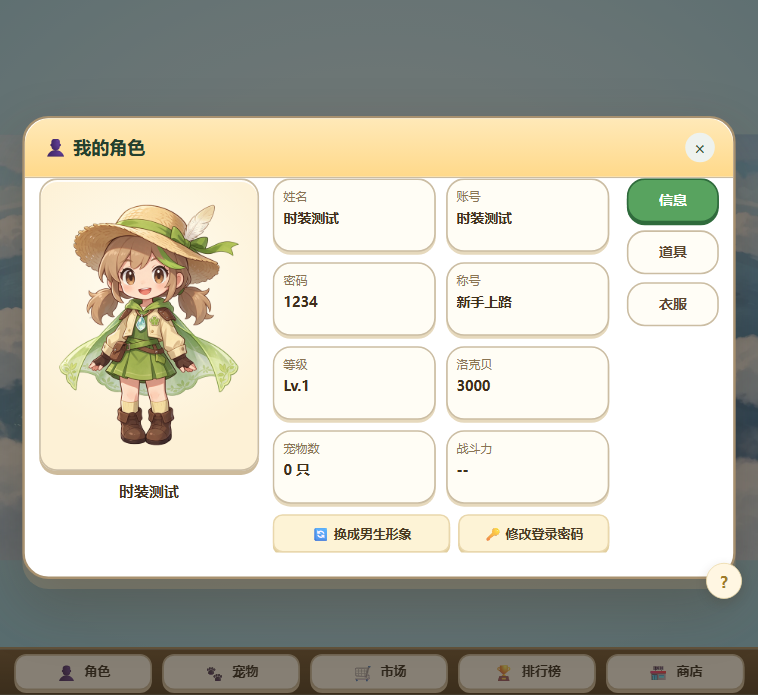 我的角色
×
姓名
时装测试
账号
时装测试
信息
密码
1234
称号
新手上路
道具
等级
Lv.1
洛克贝
3000
衣服
宠物数
0 只
战斗力
--
时装测试
换成男生形象
修改登录密码
?
角色
宠物
市场
排行榜
商店